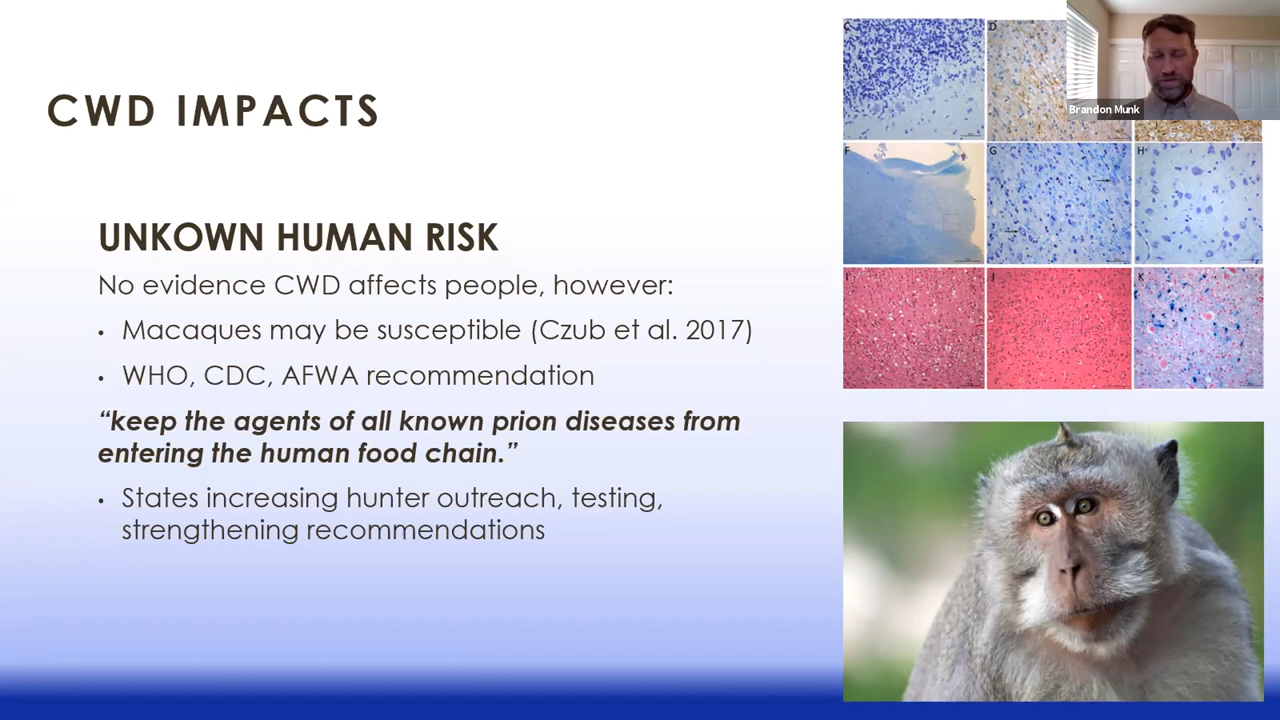 CWD IMPACTS
UNKOWN HUMAN RISK
No evidence CWD affects people, however:
• Macaques may be susceptible (Czub et al. 2017)
• WHO, CDC, AFWA recommendation
“keep the agents of all known prion diseases from
entering the human food chain.”
• States increasing hunter outreach, testing,
strengthening recommendations
C
D
Brandon Munk
F
G
H
I
J
K